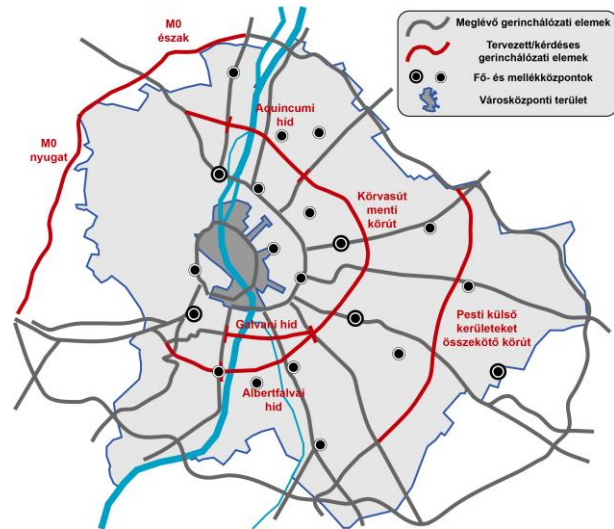 M0
észak
Meglévő gerinchálózati elemek
Tervezett/kérdéses
gerinchálózati elemek
Fő- és mellékközpontok
Városközponti terület
Aquincumi
híd
M0
nyugat
Körvasút
menti
körút
Galvani híd
Pesti külső
kerületeket
összekötő körút
Albertfalvai
híd